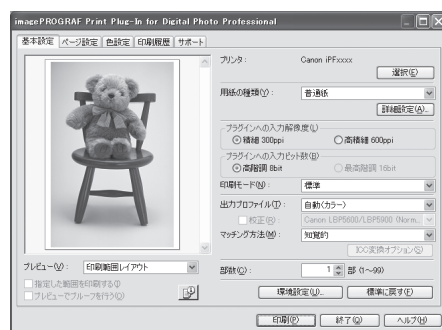 imagePROGRAF Print Plug-In for Digital Photo Professional
基本設定 ページ設定 色設定 印刷履歴 サポート
プリンタ: Canon iPFxxxx
選択(E)
用紙の種類(Y): 普通紙
詳細設定(A)...
プラグインへの入力解像度(L)
精細 300ppi 高精細 600ppi
プラグインへの入力ビット数(B)
高階調 8bit 最高階調 16bit
印刷モード(N): 標準
出力プロファイル(T): 自動(カラー)
校正(R): Canon LBP5600/LBP5900 (Norm...
マッチング方法(M): 知覚的
ICC変換オプション(S)
プレビュー(V): 印刷範囲レイアウト
部数(C): 1 部 (1~99)
指定した範囲を印刷する(I)
プレビューでプルーフを行う(O)
環境設定(U)... 標準に戻す(F)
印刷(P) 終了(Q) ヘルプ(H)